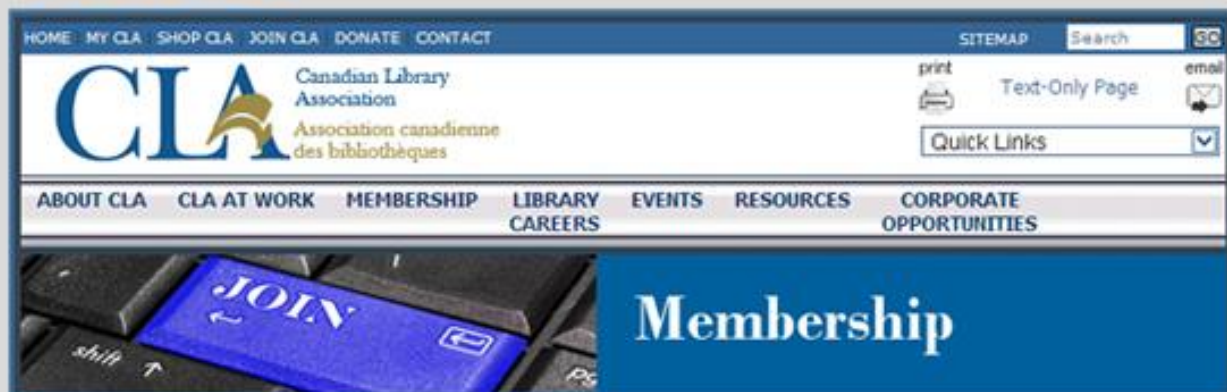 HOME MY CLA SHOP CLA JOIN CLA DONATE CONTACT SITEMAP Search GO
CLA
Canadian Library
Association
Association canadienne
des bibliothèques
print
Text-Only Page
email
Quick Links
ABOUT CLA CLA AT WORK MEMBERSHIP LIBRARY CAREERS EVENTS RESOURCES CORPORATE OPPORTUNITIES
JOIN
shift
pg
Membership